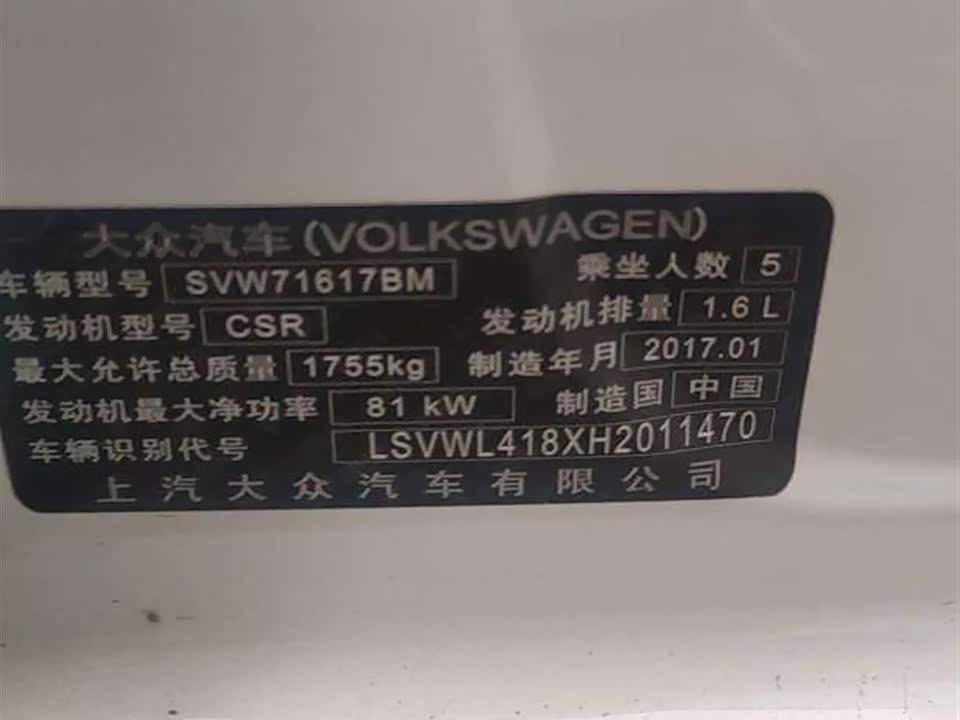 大众汽车(VOLKSWAGEN)
车辆型号 SVW71617BM 乘坐人数 5
发动机型号 CSR 发动机排量 1.6 L
最大允许总质量 1755kg 制造年月 2017.01
发动机最大净功率 81 kW 制造国 中国
车辆识别代号 LSVWL418XH2011470
上汽大众汽车有限公司